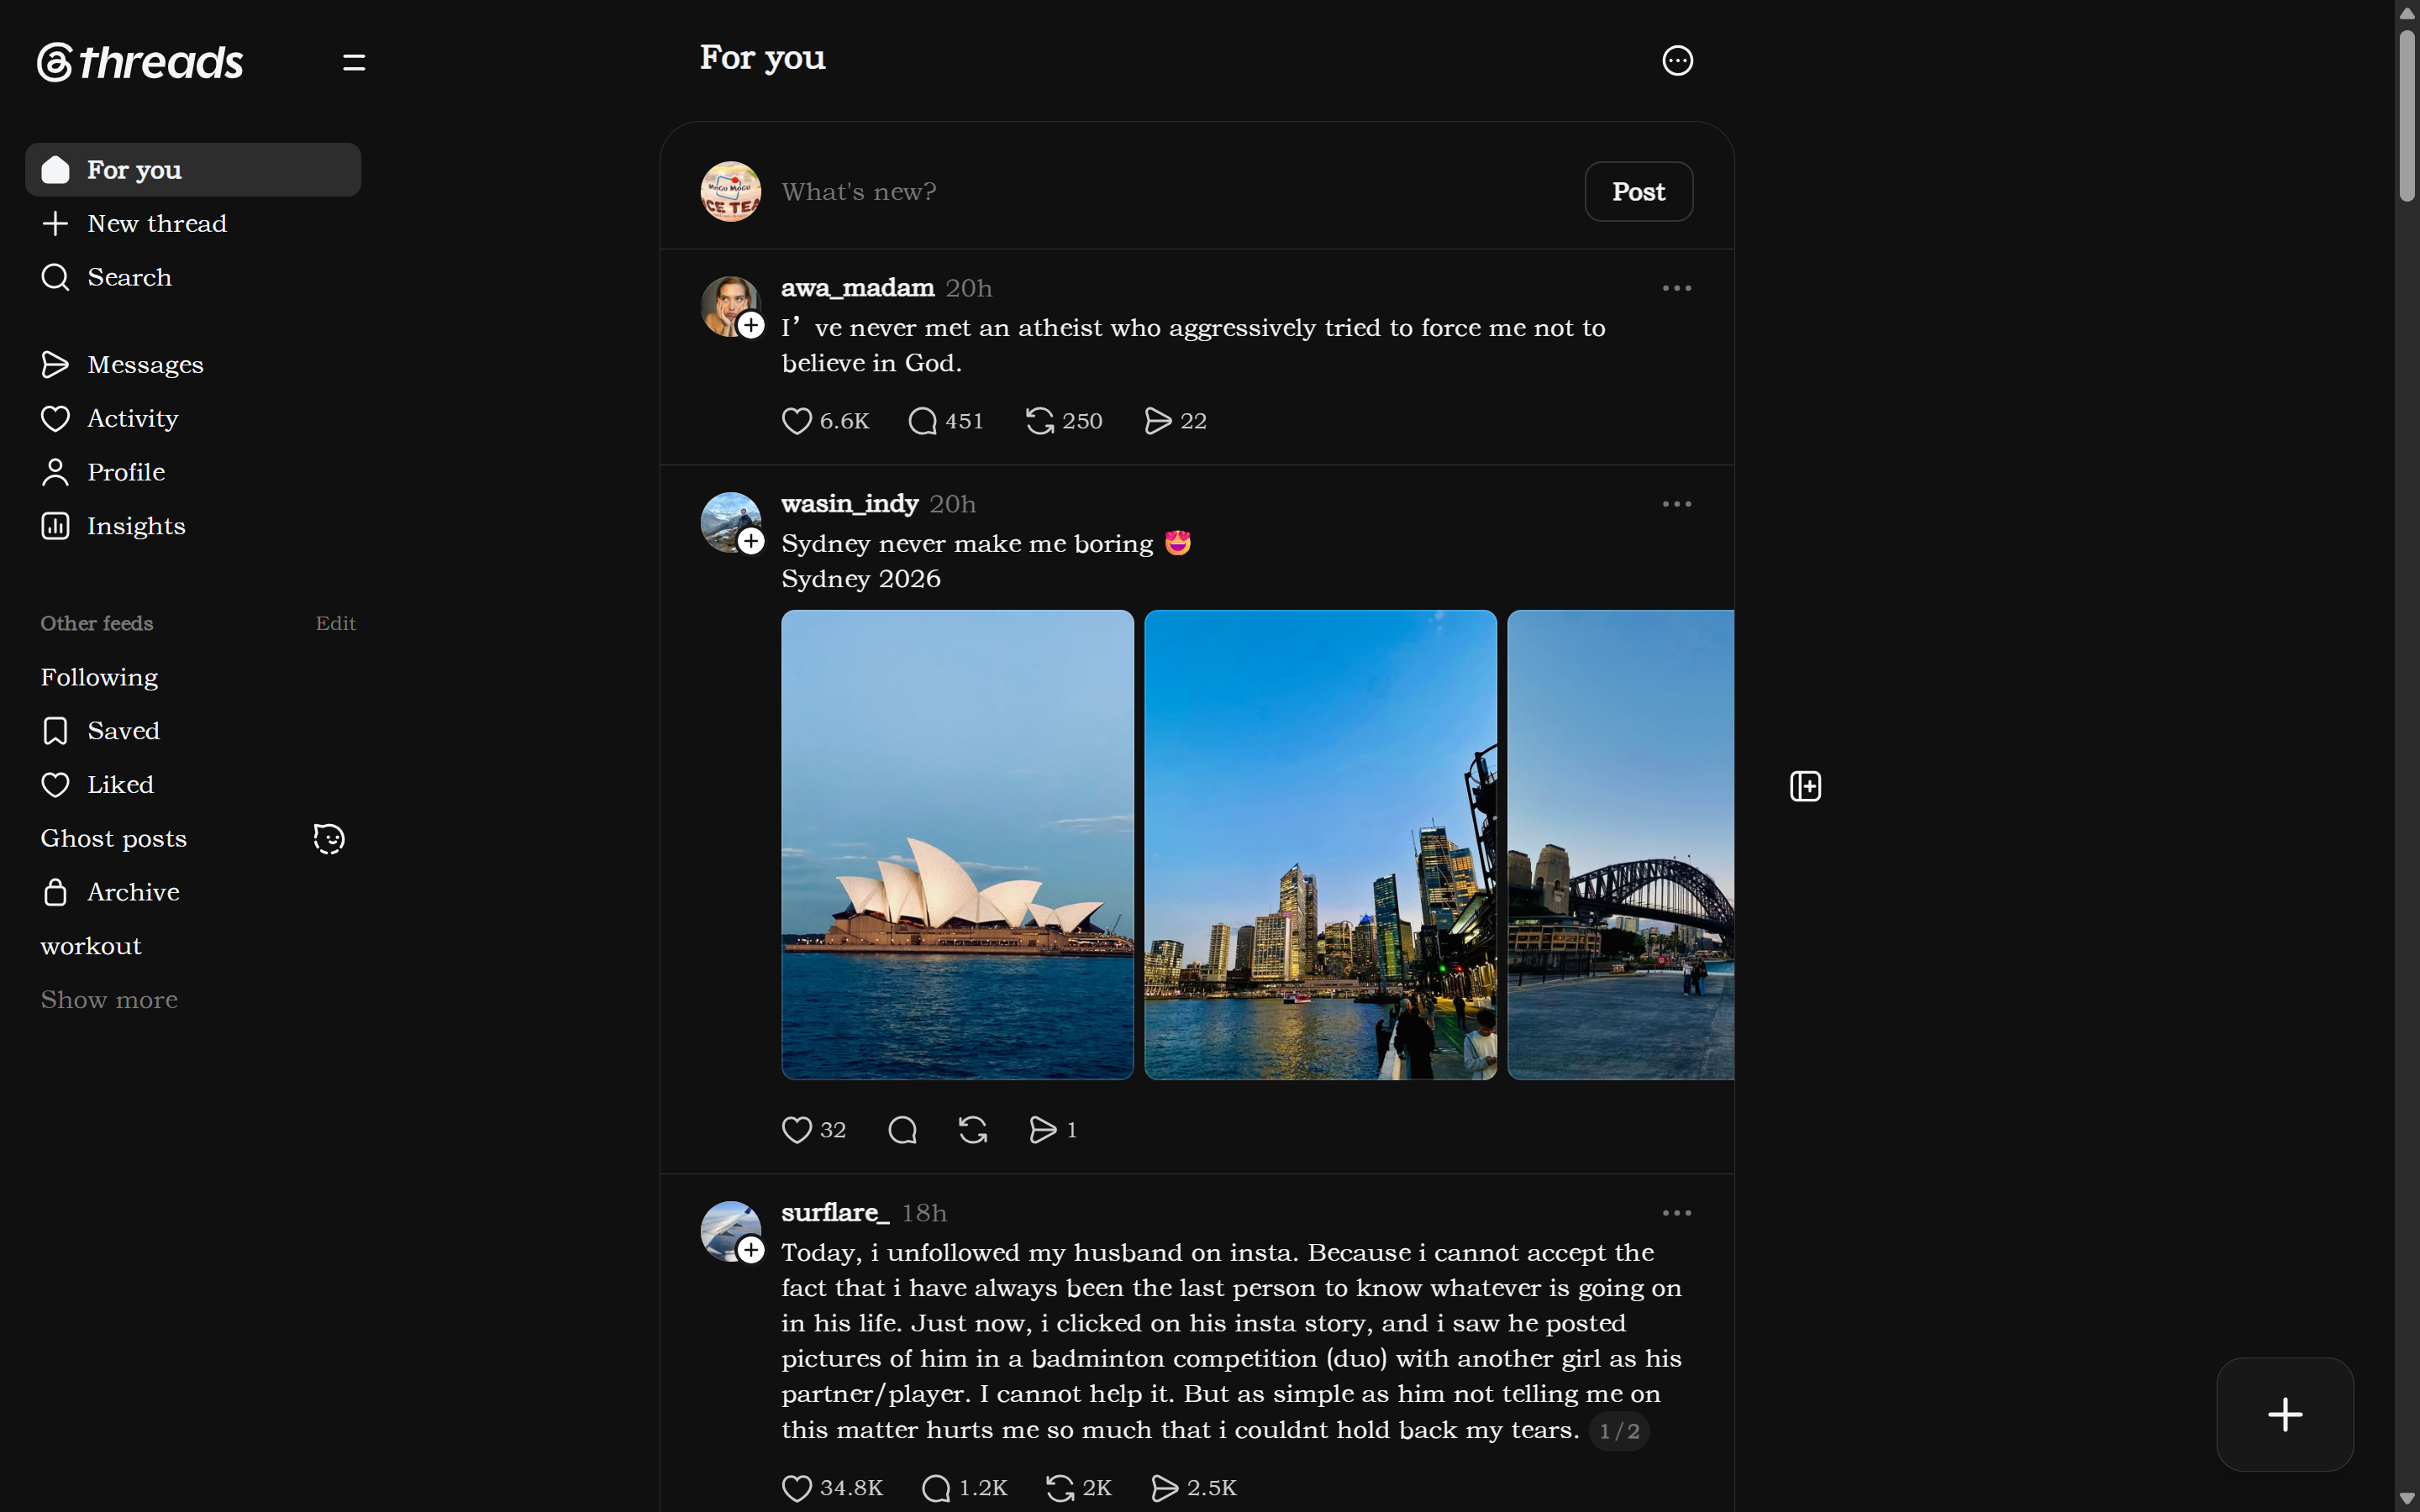 threads
For you
New thread
Search
Messages
Activity
Profile
Insights
Other feeds
Edit
Following
Saved
Liked
Ghost posts
Archive
workout
Show more
For you
MoGu MoGu
ICE TEA
What's new?
Post
awa_madam 20h
I’ve never met an atheist who aggressively tried to force me not to
believe in God.
6.6K 451 250 22
wasin_indy 20h
Sydney never make me boring 🤩
Sydney 2026
32 1
surflare_ 18h
Today, i unfollowed my husband on insta. Because i cannot accept the
fact that i have always been the last person to know whatever is going on
in his life. Just now, i clicked on his insta story, and i saw he posted
pictures of him in a badminton competition (duo) with another girl as his
partner/player. I cannot help it. But as simple as him not telling me on
this matter hurts me so much that i couldnt hold back my tears. 1/2
34.8K 1.2K 2K 2.5K